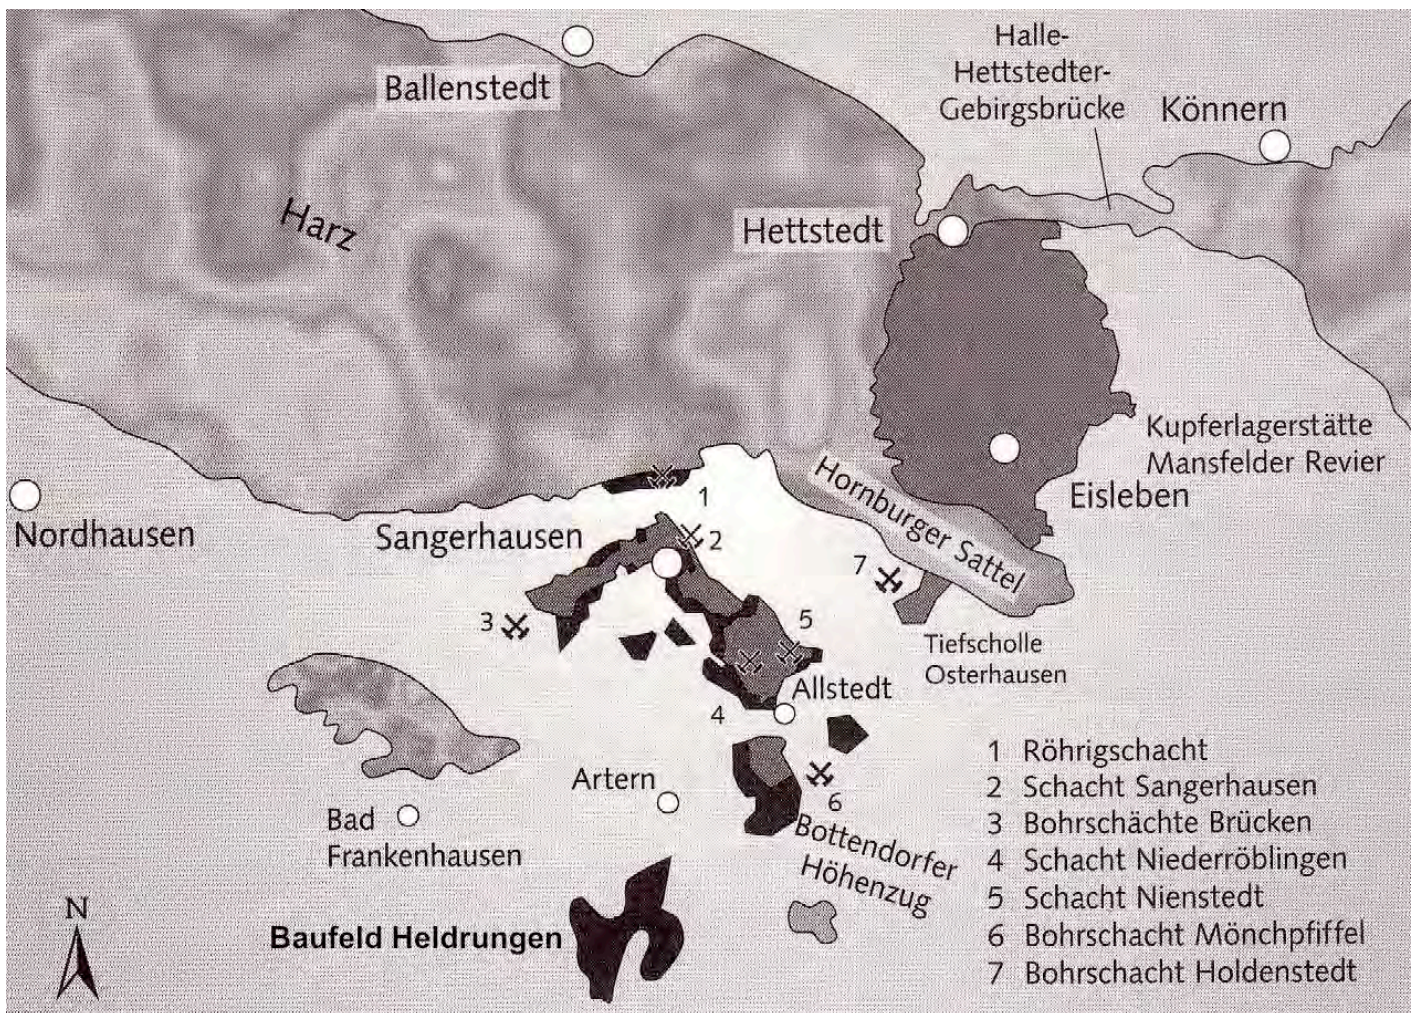 Halle-
Hettstedter-
Gebirgsbrücke
Könnern
Ballenstedt
Harz
Hettstedt
Kupferlagerstätte
Mansfelder Revier
Eisleben
Hornburger Sattel
Nordhausen
Sangerhausen
1
2
3
7
5
Tiefscholle
Osterhausen
Allstedt
4
Artern
6
Bad
Frankenhausen
Bottendorfer
Höhenzug
N
Baufeld Heldrungen
1 Röhrigschacht
2 Schacht Sangerhausen
3 Bohrschächte Brücken
4 Schacht Niederröblingen
5 Schacht Nienstedt
6 Bohrschacht Mönchpfiffel
7 Bohrschacht Holdenstedt